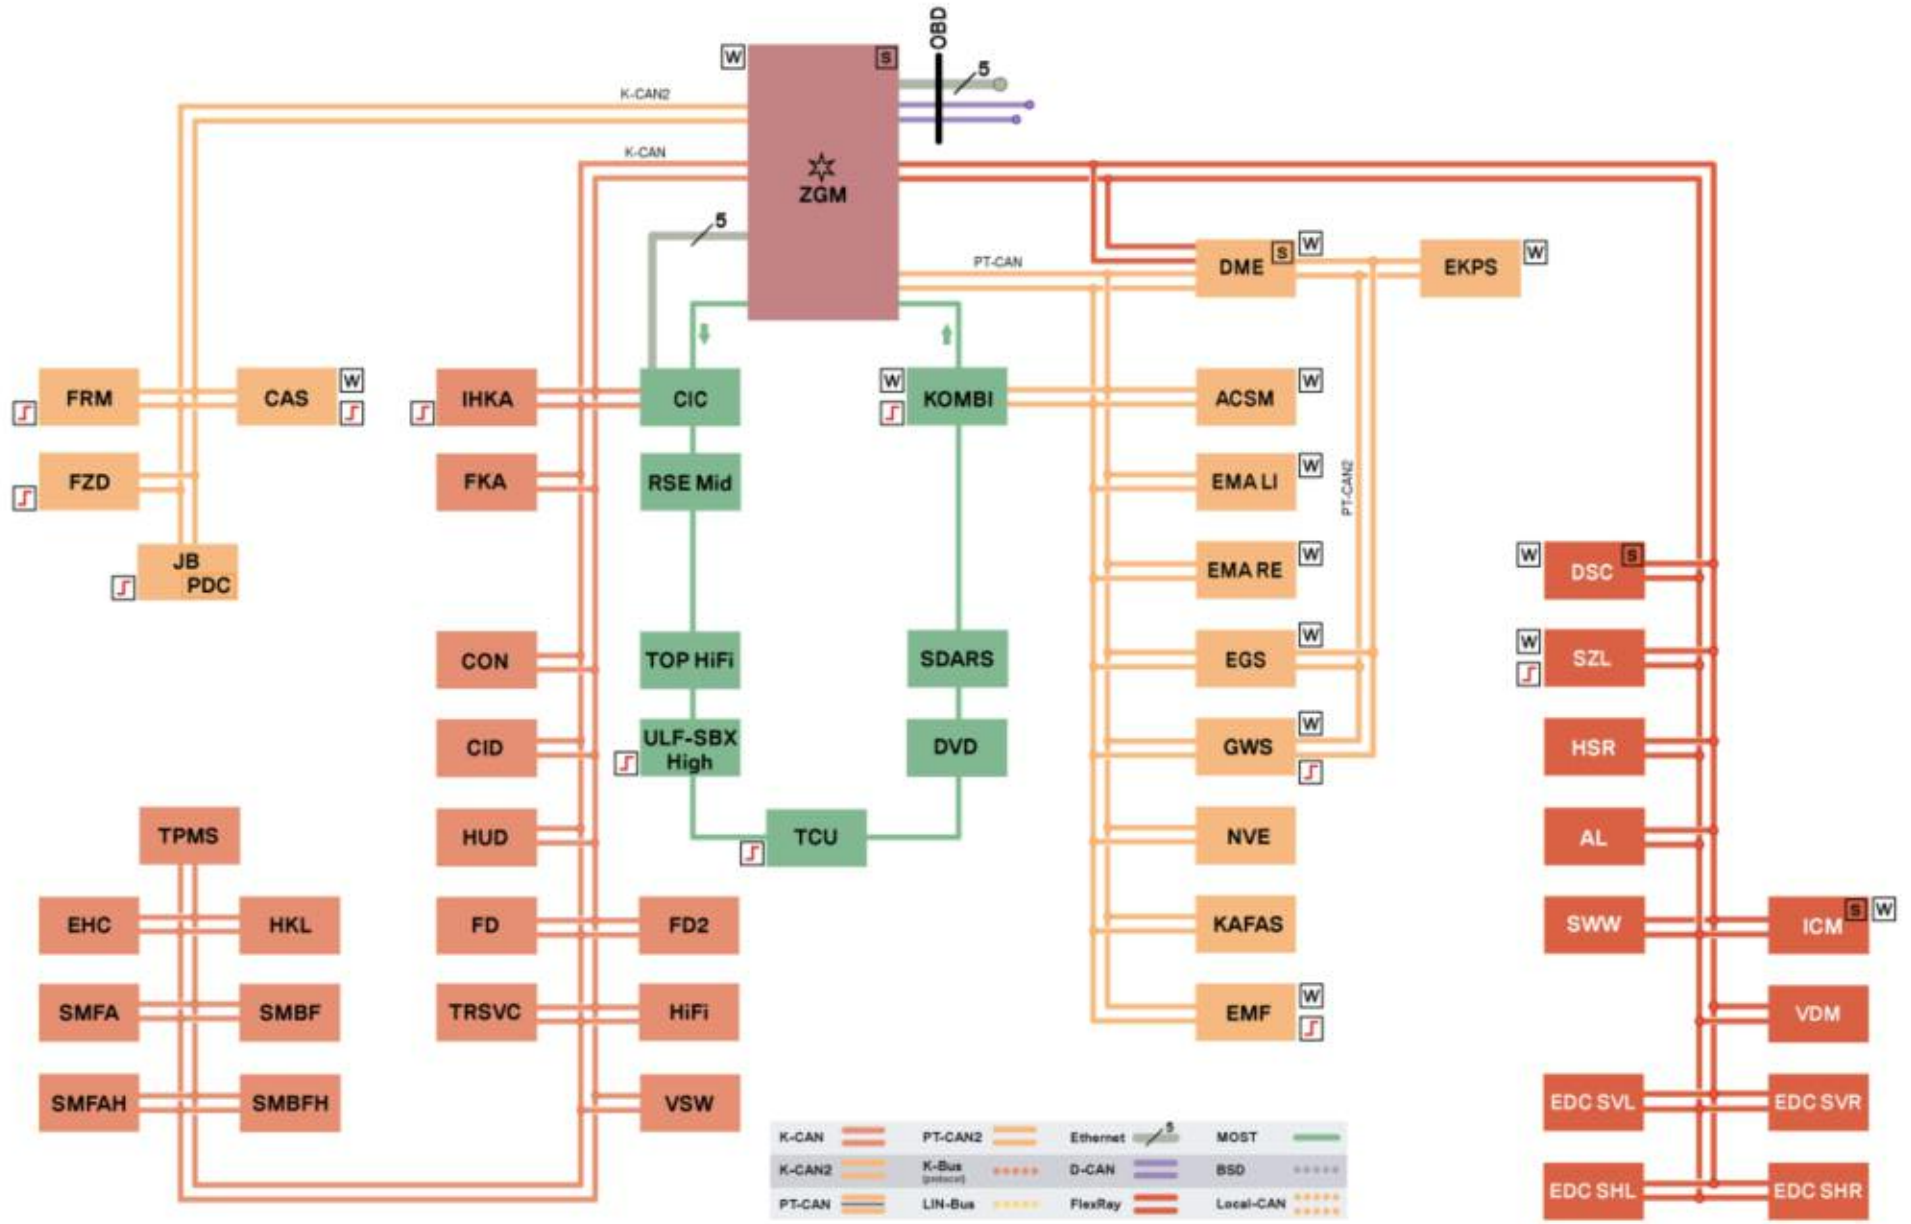 OBD
W
S
5
K-CAN2
K-CAN
ZGM
5
PT-CAN
DME
S
W
EKPS
W
FRM
CAS
W
IHKA
CIC
W
KOMBI
ACSM
W
FZD
FKA
RSE Mid
EMA LI
W
PT-CAN2
JB
PDC
EMA RE
W
W
DSC
S
CON
TOP HiFi
SDARS
EGS
W
W
SZL
CID
ULF-SBX
High
DVD
GWS
W
HSR
TPMS
HUD
TCU
NVE
AL
EHC
HKL
FD
FD2
KAFAS
SWW
ICM
S
W
SMFA
SMBF
TRSVC
HiFi
EMF
W
VDM
SMFAH
SMBFH
VSW
EDC SVL
EDC SVR
EDC SHL
EDC SHR
K-CAN
PT-CAN2
Ethernet
5
MOST
K-CAN2
K-Bus
(protocol)
D-CAN
BSD
PT-CAN
LIN-Bus
FlexRay
Local-CAN